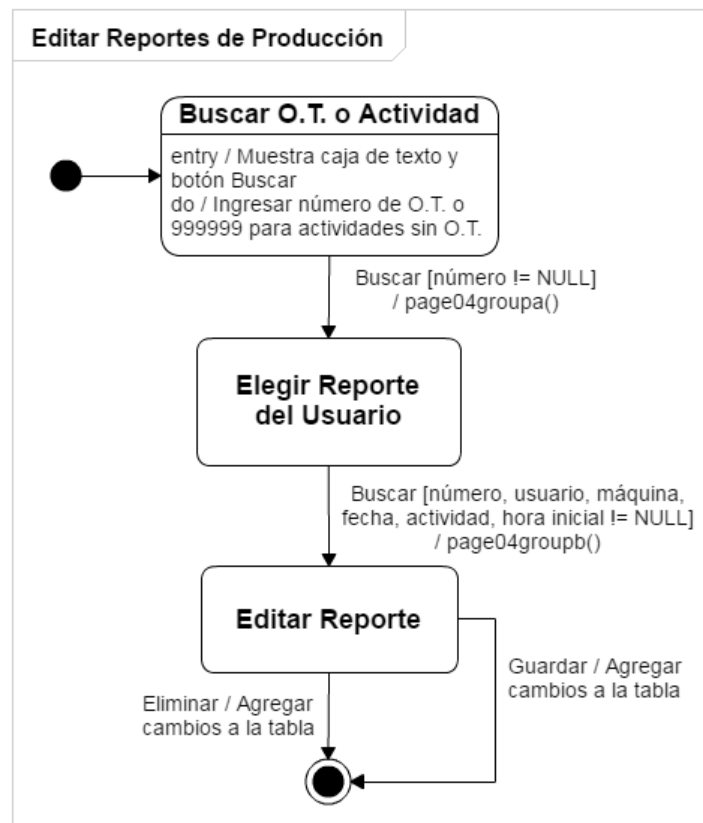 Editar Reportes de Producción
Buscar O.T. o Actividad
entry / Muestra caja de texto y
botón Buscar
do / Ingresar número de O.T. o
999999 para actividades sin O.T.
Buscar [número != NULL]
/ page04groupa()
Elegir Reporte
del Usuario
Buscar [número, usuario, máquina,
fecha, actividad, hora inicial != NULL]
/ page04groupb()
Editar Reporte
Guardar / Agregar
cambios a la tabla
Eliminar / Agregar
cambios a la tabla